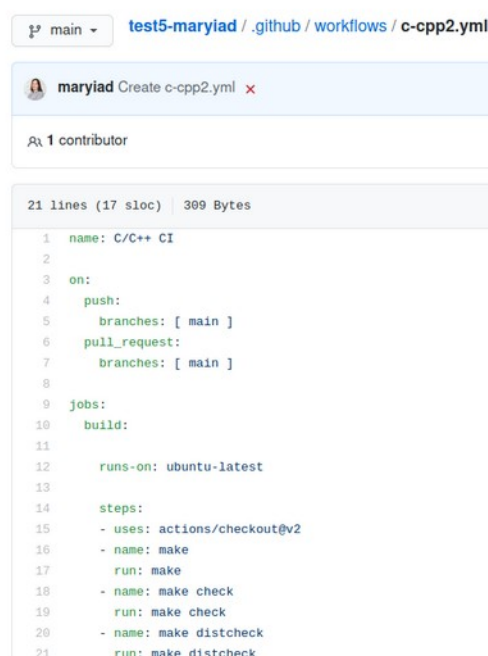 main
test5-maryiad / .github / workflows / c-cpp2.yml
maryiad Create c-cpp2.yml
1 contributor
21 lines (17 sloc) 309 Bytes
1 name: C/C++ CI
2
3 on:
4   push:
5     branches: [ main ]
6   pull_request:
7     branches: [ main ]
8
9 jobs:
10   build:
11
12     runs-on: ubuntu-latest
13
14     steps:
15     - uses: actions/checkout@v2
16     - name: make
17       run: make
18     - name: make check
19       run: make check
20     - name: make distcheck
21       run: make distcheck